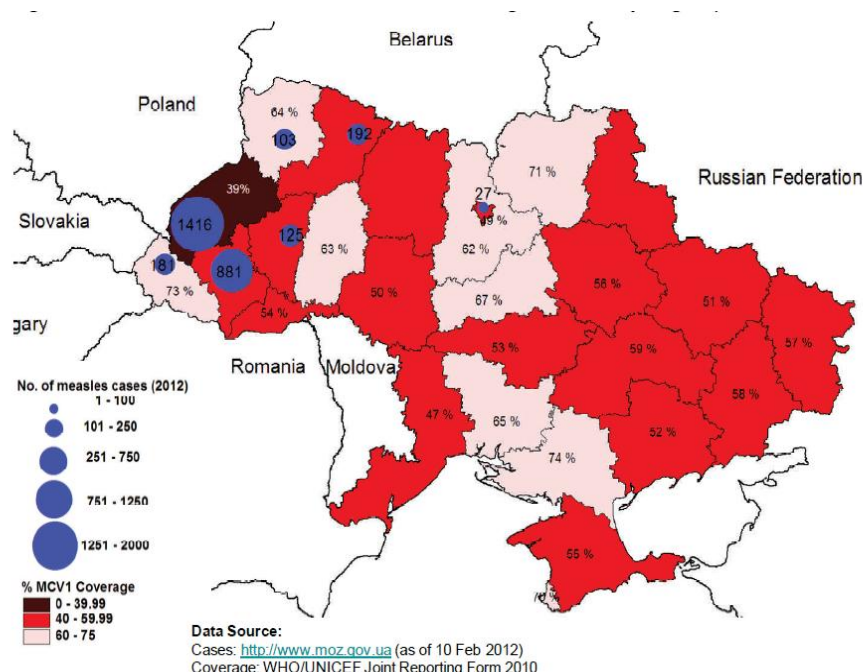 Belarus
Poland
64 %
103
192
71 %
Russian Federation
39%
27
49 %
Slovakia
1416
125
63 %
62 %
181
881
73 %
67 %
56 %
51 %
54 %
50 %
57 %
gary
53 %
59 %
Romania
Moldova
58 %
47 %
65 %
52 %
74 %
55 %
No. of measles cases (2012)
1 - 100
101 - 250
251 - 750
751 - 1250
1251 - 2000
% MCV1 Coverage
0 - 39.99
40 - 59.99
60 - 75
Data Source:
Cases: http://www.moz.gov.ua (as of 10 Feb 2012)
Coverage: WHO/UNICEF Joint Reporting Form 2010